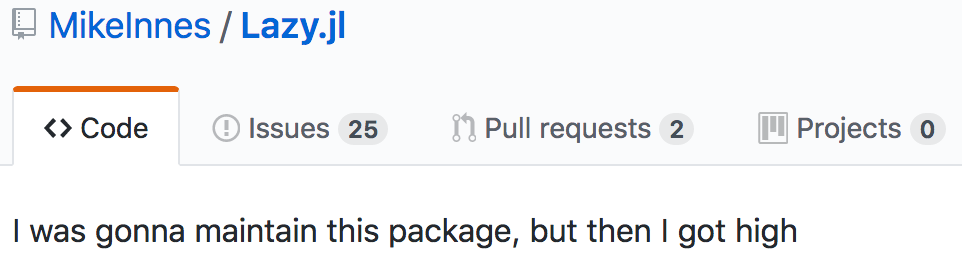 MikeInnes / Lazy.jl
Code Issues 25 Pull requests 2 Projects 0
I was gonna maintain this package, but then I got high